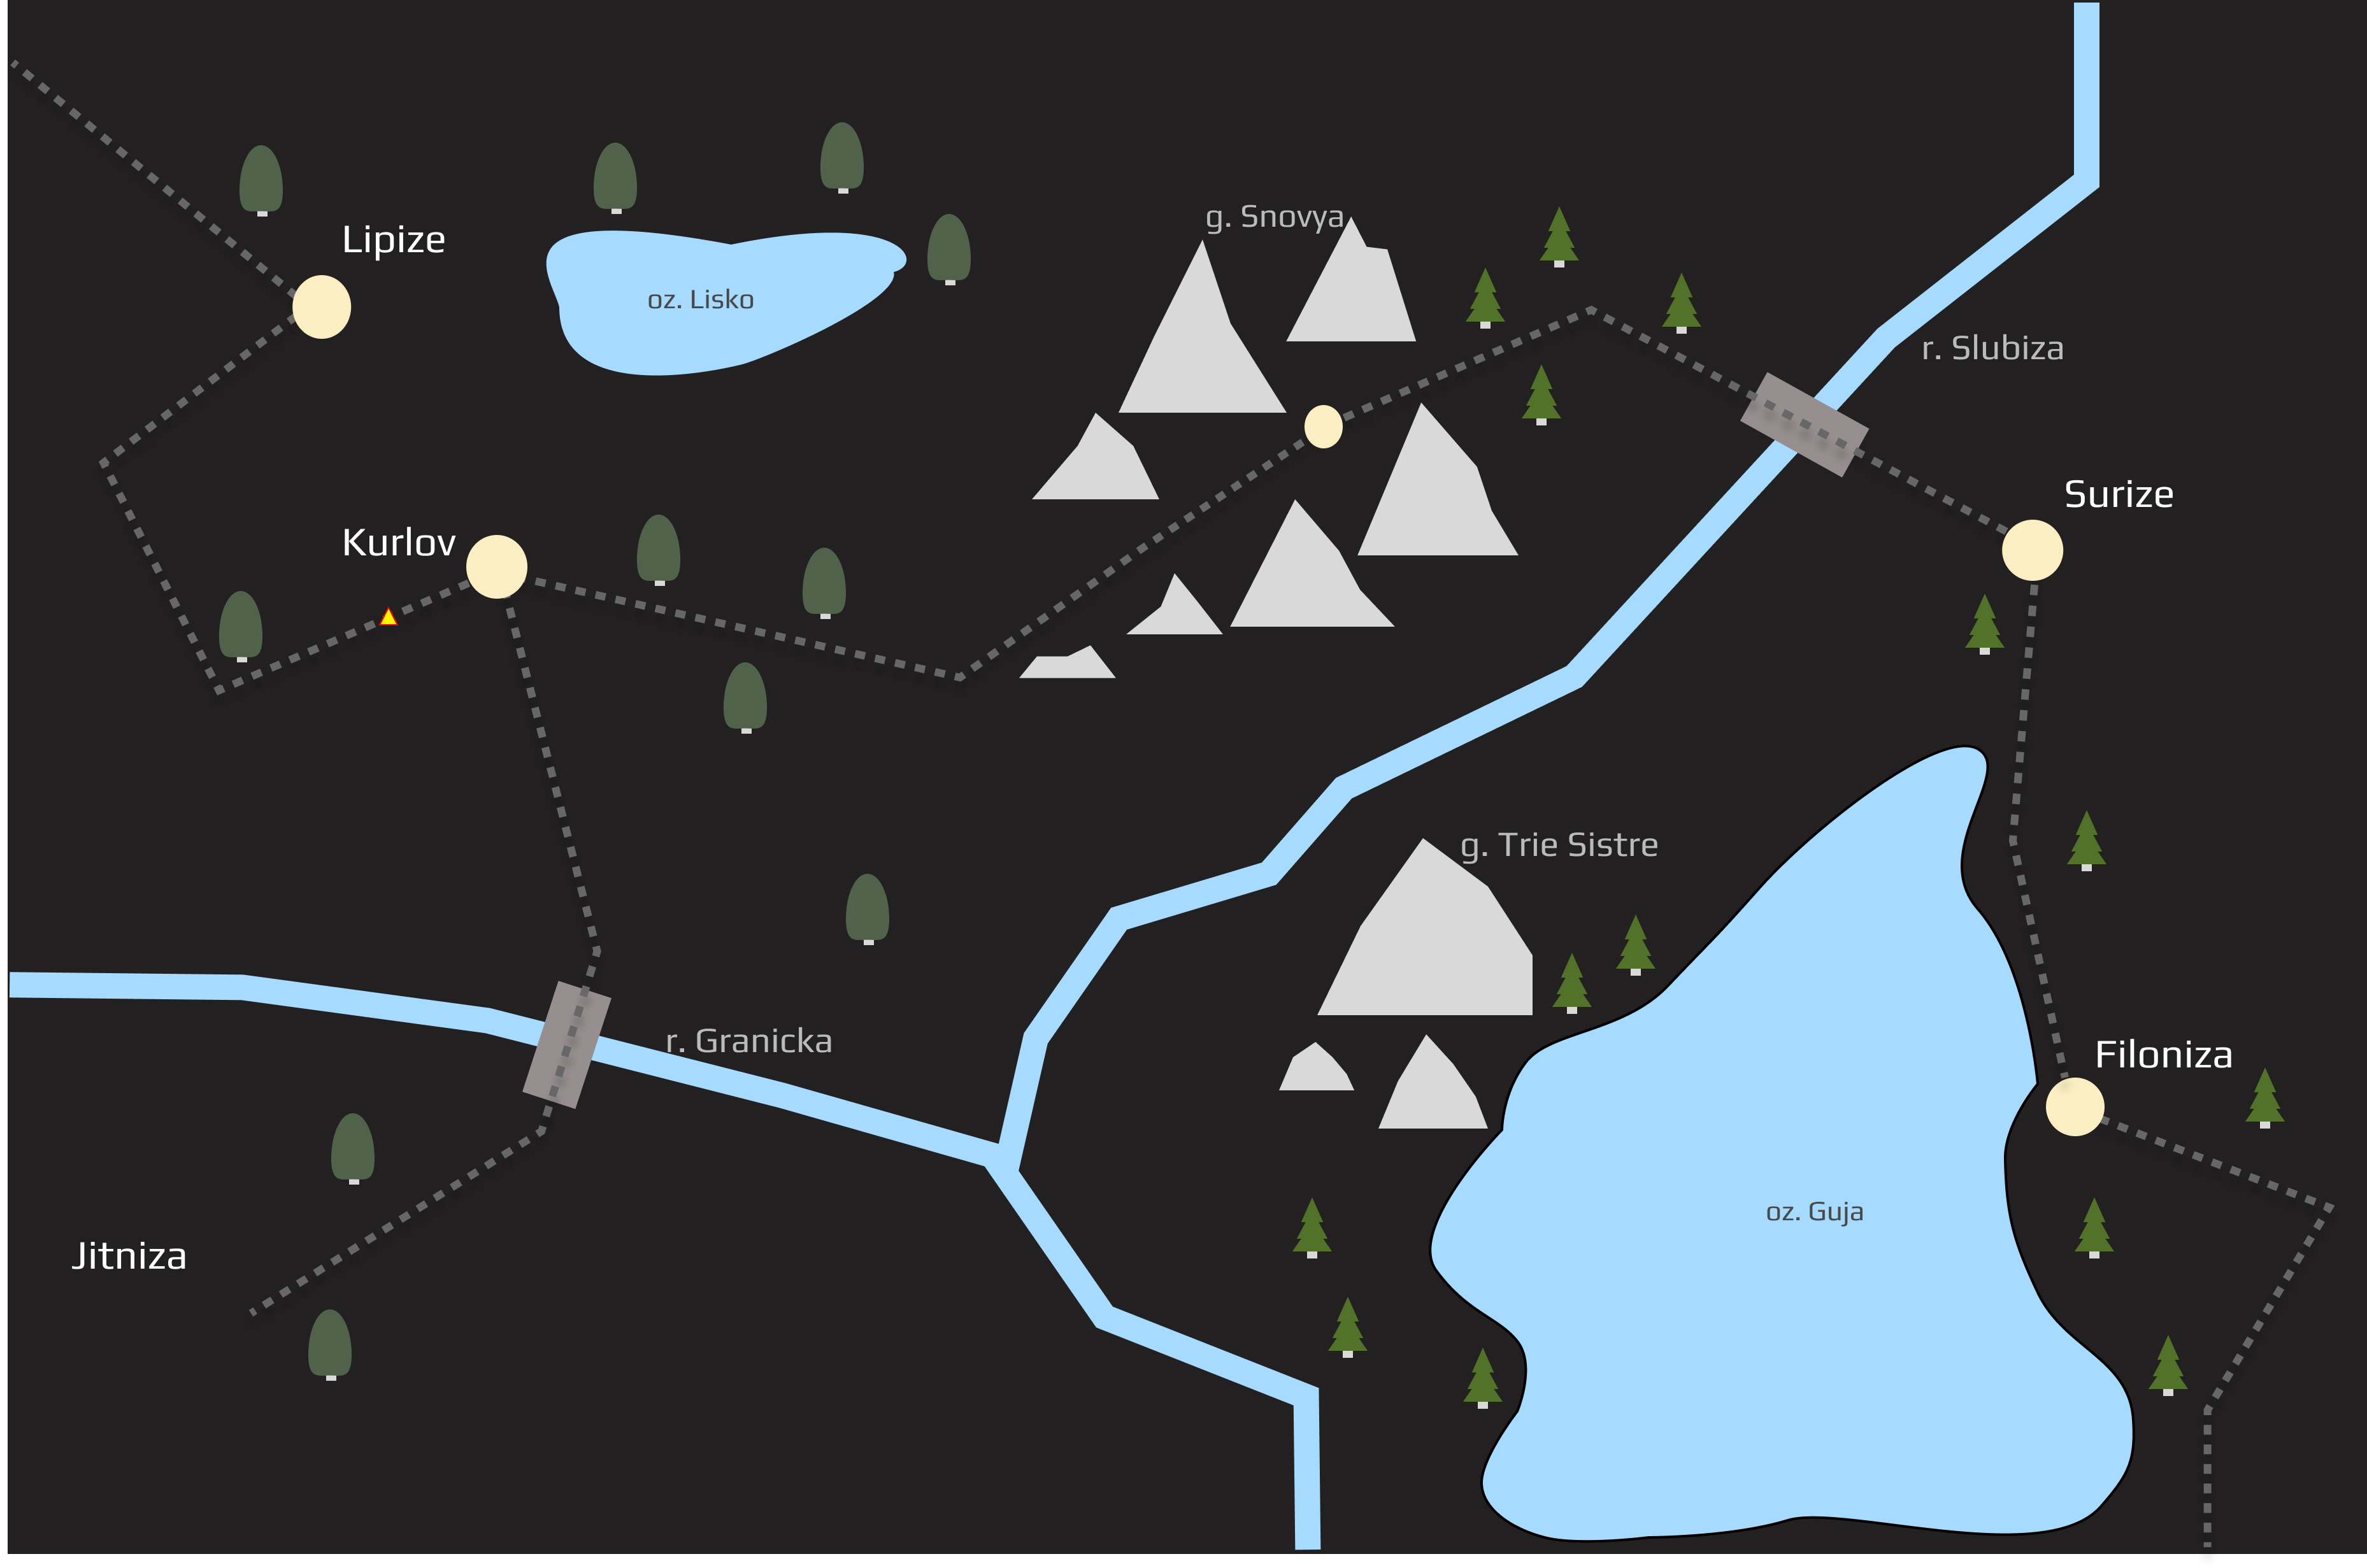 g. Snovya
Lipize
oz. Lisko
r. Slubiza
Surize
Kurlov
g. Trie Sistre
r. Granicka
Filoniza
oz. Guja
Jitniza